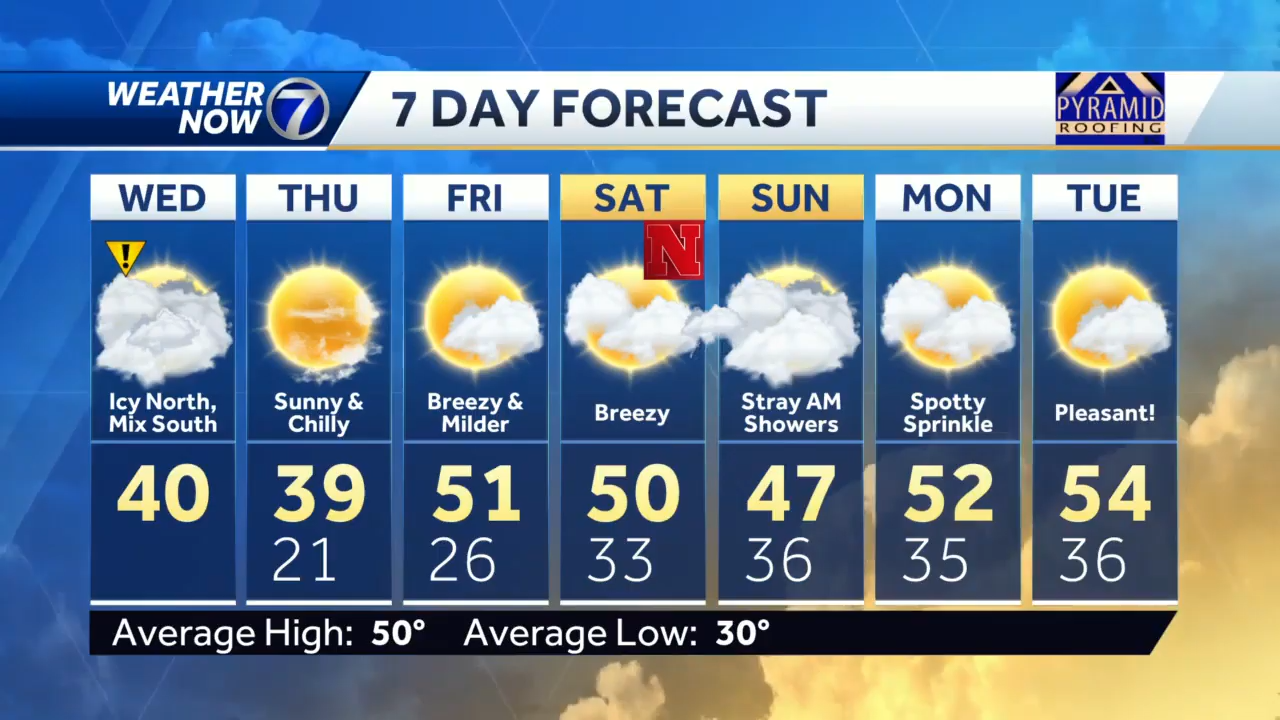 WEATHER
NOW
7
7 DAY FORECAST
PYRAMID
ROOFING
WED
THU
FRI
SAT
SUN
MON
TUE
!
N
Icy North,
Mix South
Sunny &
Chilly
Breezy &
Milder
Breezy
Stray AM
Showers
Spotty
Sprinkle
Pleasant!
40
39
51
50
47
52
54
21
26
33
36
35
36
Average High: 50° Average Low: 30°